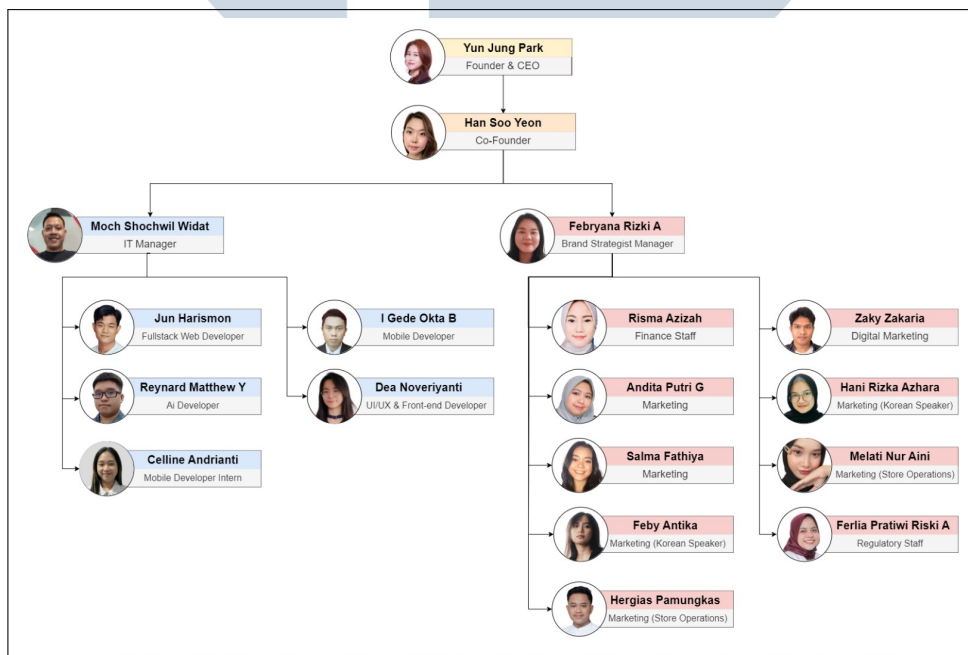 Yun Jung Park
Founder & CEO
Han Soo Yeon
Co-Founder
Moch Shochwil Widat
IT Manager
Febryana Rizki A
Brand Strategist Manager
Jun Harismon
Fullstack Web Developer
I Gede Okta B
Mobile Developer
Risma Azizah
Finance Staff
Zaky Zakaria
Digital Marketing
Reynard Matthew Y
Ai Developer
Dea Noveriyanti
UI/UX & Front-end Developer
Andita Putri G
Marketing
Hani Rizka Azhara
Marketing (Korean Speaker)
Celline Andrianti
Mobile Developer Intern
Salma Fathiya
Marketing
Melati Nur Aini
Marketing (Store Operations)
Feby Antika
Marketing (Korean Speaker)
Ferlia Pratiwi Riski A
Regulatory Staff
Hergias Pamungkas
Marketing (Store Operations)